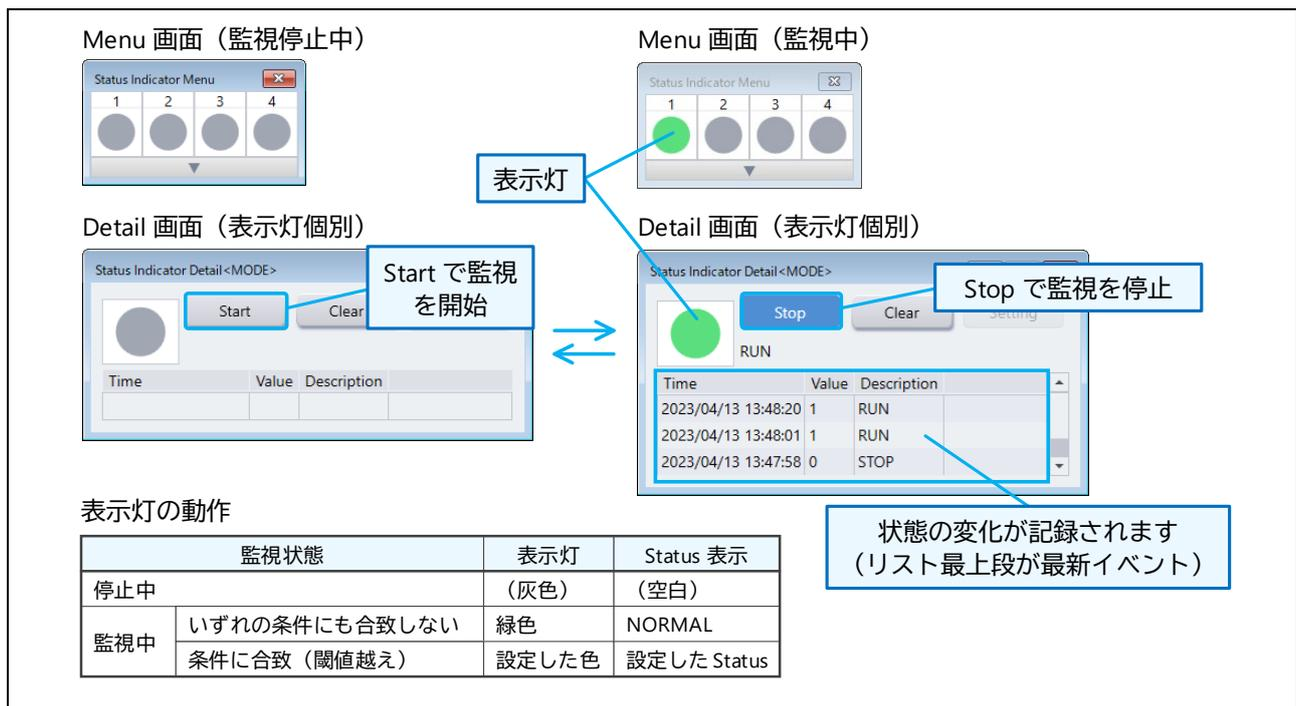 Menu 画面（監視停止中）
Status Indicator Menu
1 2 3 4
▼
Menu 画面（監視中）
Status Indicator Menu
1 2 3 4
▼
表示灯
Detail 画面（表示灯個別）
Status Indicator Detail<MODE>
Start
Clear
Start で監視
を開始
Time Value Description
Detail 画面（表示灯個別）
Status Indicator Detail<MODE>
Stop で監視を停止
Stop
Clear
Setting
RUN
Time Value Description
2023/04/13 13:48:20 1 RUN
2023/04/13 13:48:01 1 RUN
2023/04/13 13:47:58 0 STOP
状態の変化が記録されます
（リスト最上段が最新イベント）
表示灯の動作
監視状態 表示灯 Status 表示
停止中 （灰色） （空白）
監視中 いずれの条件にも合致しない 緑色 NORMAL
条件に合致（閾値越え） 設定した色 設定した Status